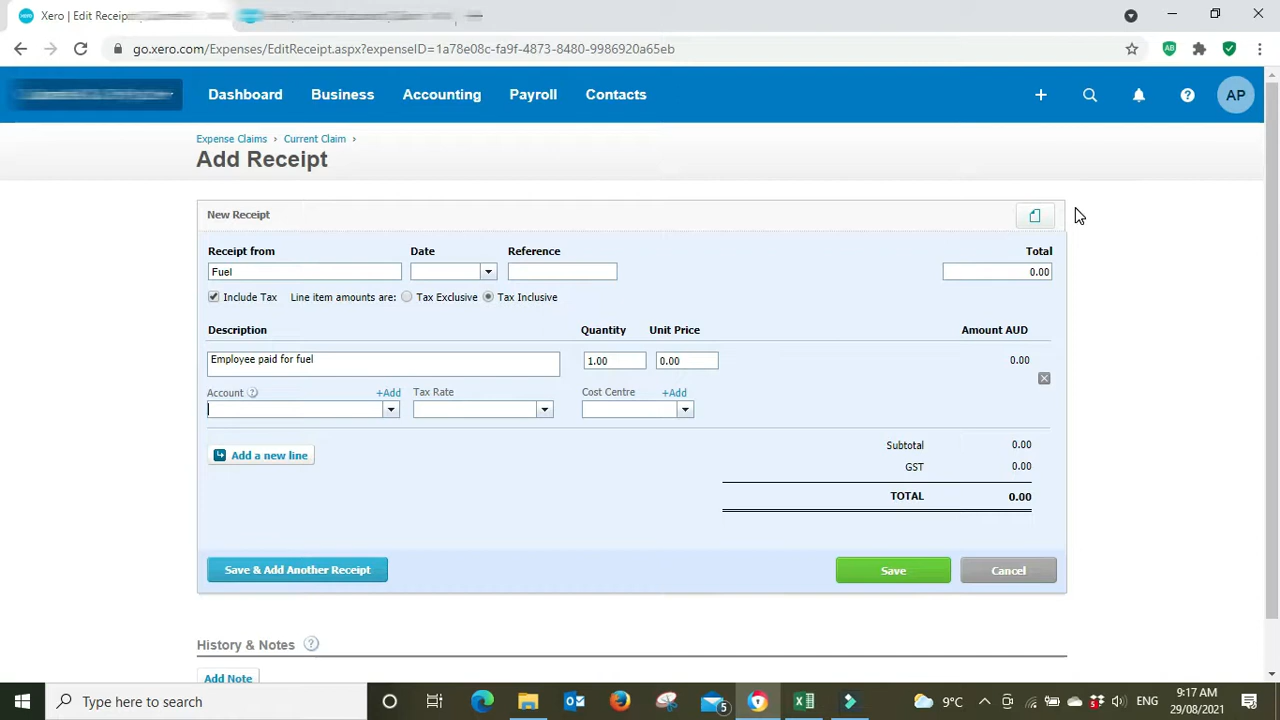 Xero | Edit Receip
go.xero.com/Expenses/EditReceipt.aspx?expenseID=1a78e08c-fa9f-4873-8480-9986920a65eb
AB
Dashboard Business Accounting Payroll Contacts
AP
Expense Claims › Current Claim ›
Add Receipt
New Receipt
Receipt from Date Reference Total
Fuel 0.00
Include Tax Line item amounts are: Tax Exclusive Tax Inclusive
Description Quantity Unit Price Amount AUD
Employee paid for fuel 1.00 0.00 0.00
Account ? +Add Tax Rate Cost Centre +Add
Add a new line
Subtotal 0.00
GST 0.00
TOTAL 0.00
Save & Add Another Receipt Save Cancel
History & Notes ?
Add Note
Type here to search
5
9°C
ENG
9:17 AM
29/08/2021